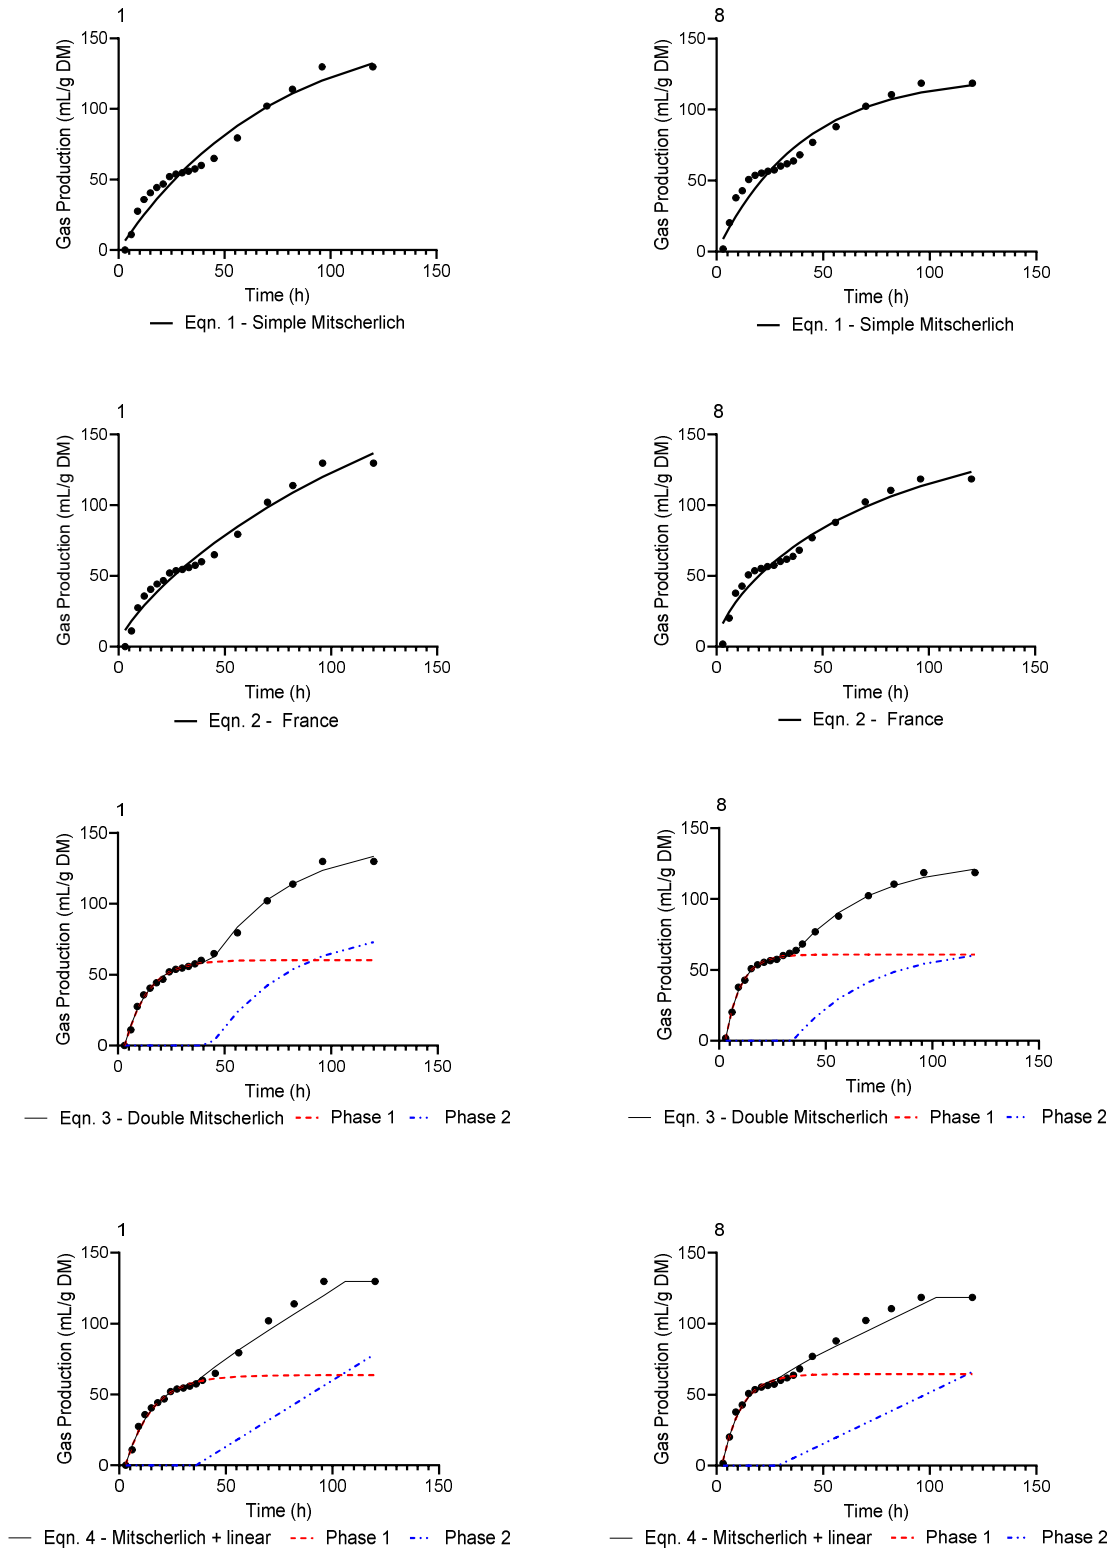 1
150
100
50
0
Gas Production (mL/g DM)
0 50 100 150
Time (h)
Eqn. 1 - Simple Mitscherlich
8
150
100
50
0
Gas Production (mL/g DM)
0 50 100 150
Time (h)
Eqn. 1 - Simple Mitscherlich
1
150
100
50
0
Gas Production (mL/g DM)
0 50 100 150
Time (h)
Eqn. 2 - France
8
150
100
50
0
Gas Production (mL/g DM)
0 50 100 150
Time (h)
Eqn. 2 - France
1
150
100
50
0
Gas Production (mL/g DM)
0 50 100 150
Time (h)
Eqn. 3 - Double Mitscherlich Phase 1 Phase 2
8
150
100
50
0
Gas Production (mL/g DM)
0 50 100 150
Time (h)
Eqn. 3 - Double Mitscherlich Phase 1 Phase 2
1
150
100
50
0
Gas Production (mL/g DM)
0 50 100 150
Time (h)
Eqn. 4 - Mitscherlich + linear Phase 1 Phase 2
8
150
100
50
0
Gas Production (mL/g DM)
0 50 100 150
Time (h)
Eqn. 4 - Mitscherlich + linear Phase 1 Phase 2